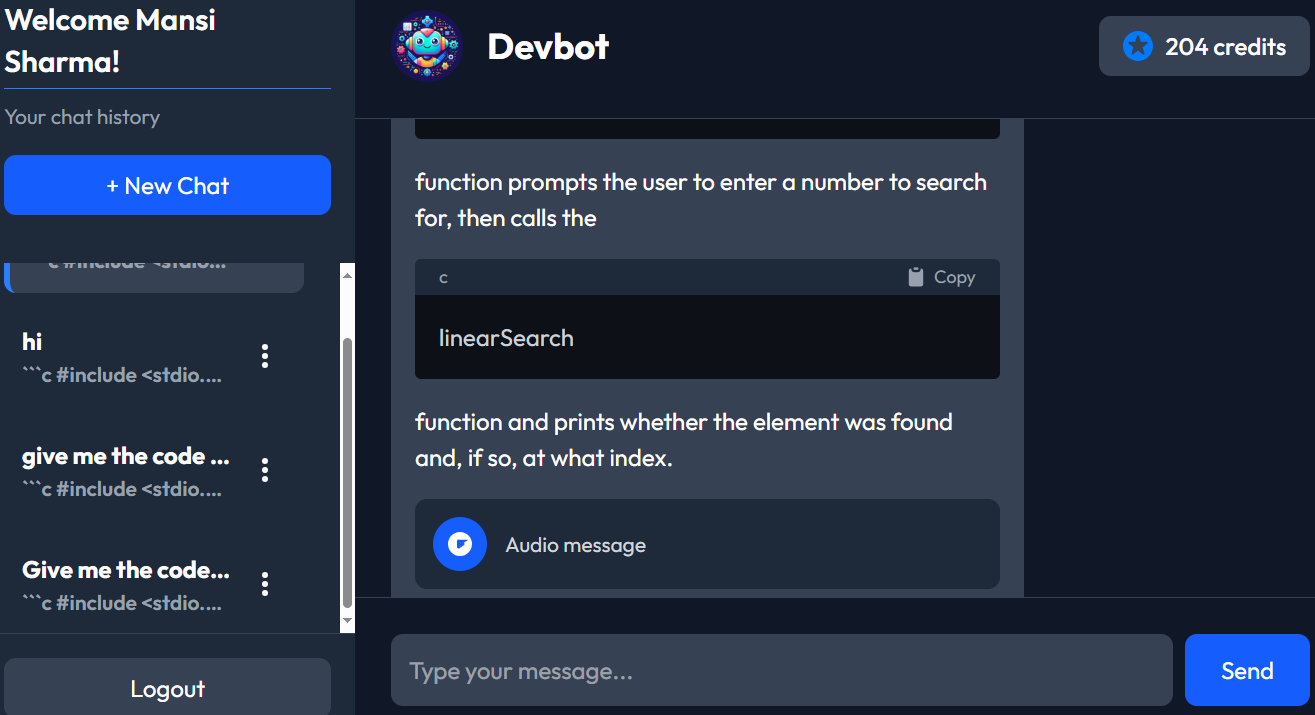 Welcome Mansi
Sharma!
Your chat history
+ New Chat
c #include <stdio...
hi
```c #include <stdio....
give me the code ...
```c #include <stdio....
Give me the code...
```c #include <stdio....
Logout
Devbot
204 credits
function prompts the user to enter a number to search
for, then calls the
c
Copy
linearSearch
function and prints whether the element was found
and, if so, at what index.
Audio message
Type your message...
Send